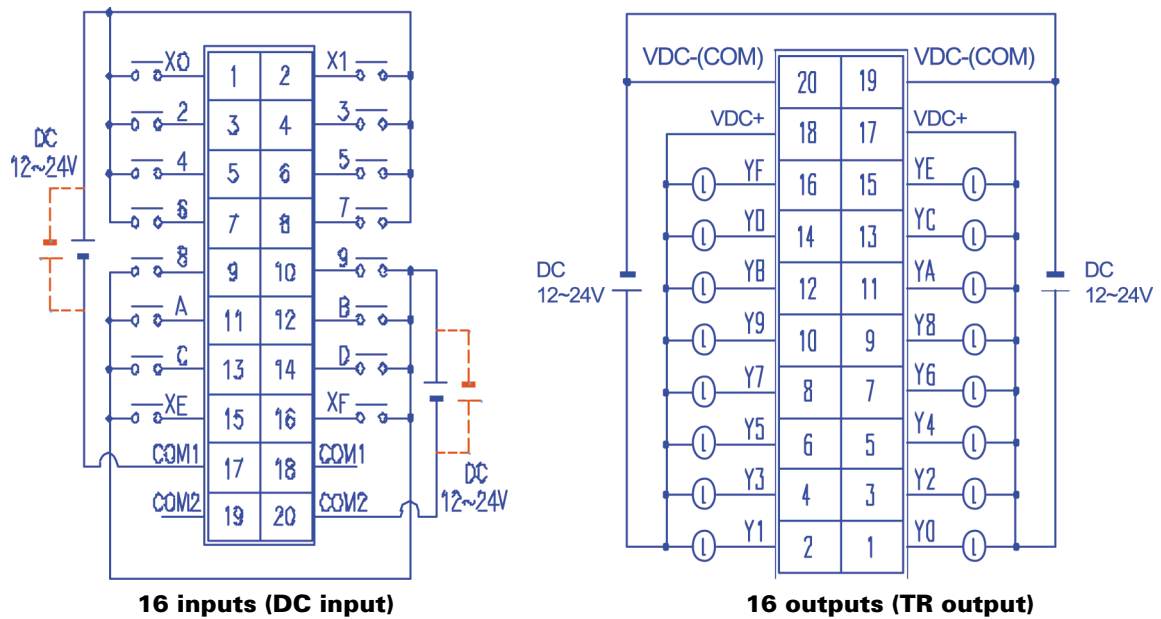 X0 1 2 X1
2 3 4 3
4 5 6 5
6 7 8 7
8 9 10 9
A 11 12 B
C 13 14 D
XE 15 16 XF
COM1 17 18 COM1
COM2 19 20 COM2
DC
12~24V
DC
12~24V
16 inputs (DC input)
VDC-(COM) 20 19 VDC-(COM)
VDC+ 18 17 VDC+
L YF 16 15 YE L
L YD 14 13 YC L
L YB 12 11 YA L
L Y9 10 9 Y8 L
L Y7 8 7 Y6 L
L Y5 6 5 Y4 L
L Y3 4 3 Y2 L
L Y1 2 1 Y0 L
DC
12~24V
DC
12~24V
16 outputs (TR output)